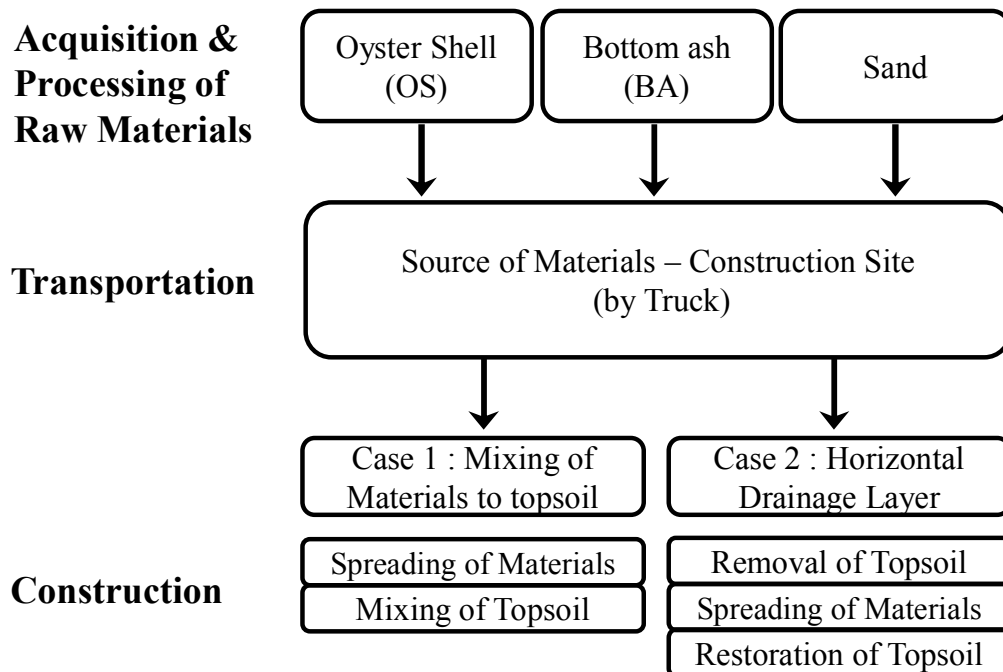 Acquisition &
Processing of
Raw Materials
Oyster Shell
(OS)
Bottom ash
(BA)
Sand
Transportation
Source of Materials – Construction Site
(by Truck)
Case 1 : Mixing of
Materials to topsoil
Case 2 : Horizontal
Drainage Layer
Construction
Spreading of Materials
Mixing of Topsoil
Removal of Topsoil
Spreading of Materials
Restoration of Topsoil